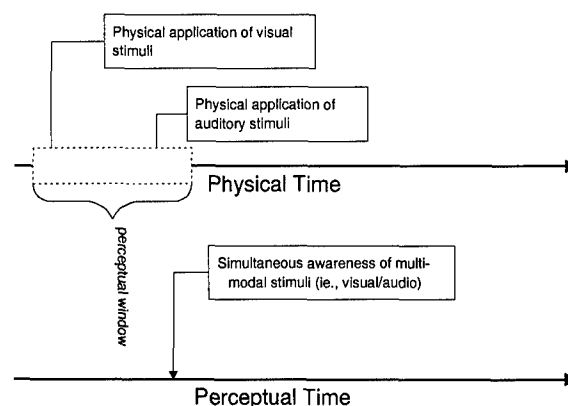 Physical application of visual
stimuli
Physical application of
auditory stimuli
Physical Time
perceptual window
Simultaneous awareness of multi-
modal stimuli (ie., visual/audio)
Perceptual Time